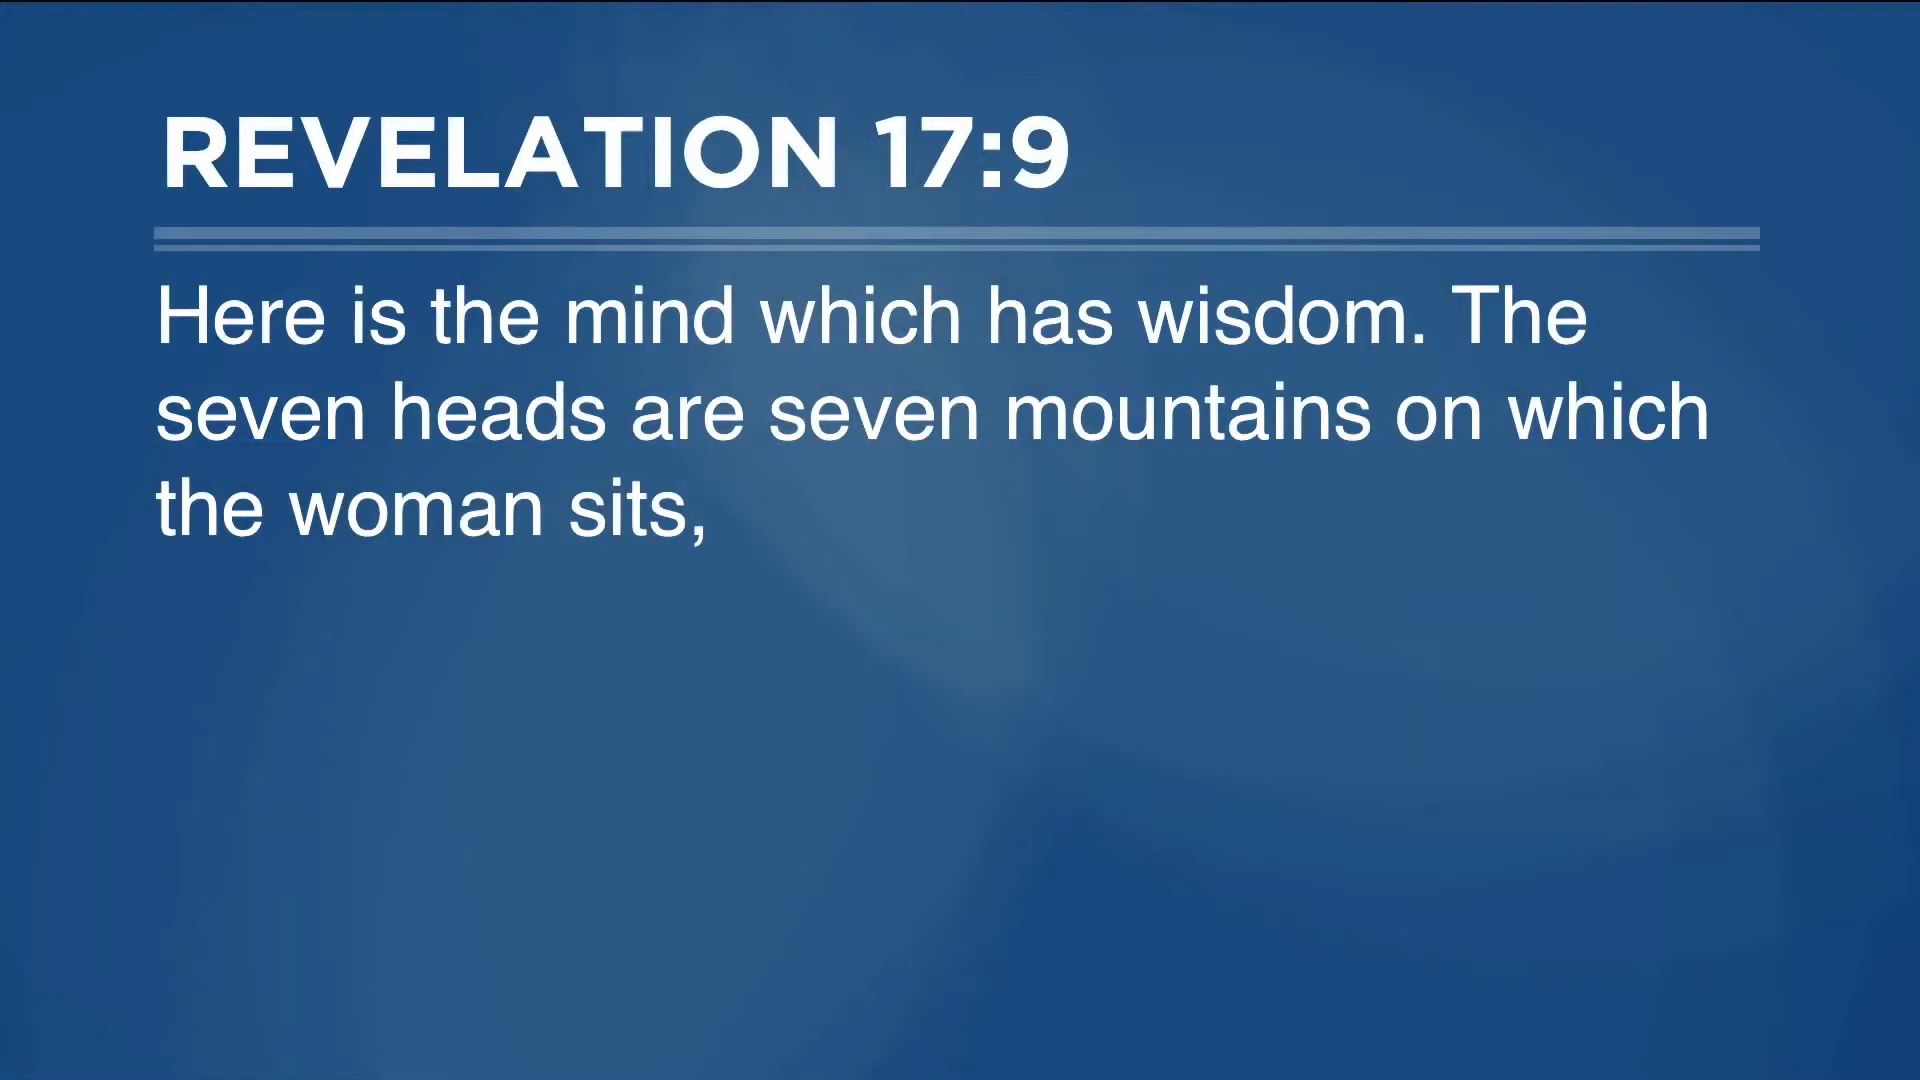 REVELATION 17:9
Here is the mind which has wisdom. The
seven heads are seven mountains on which
the woman sits,